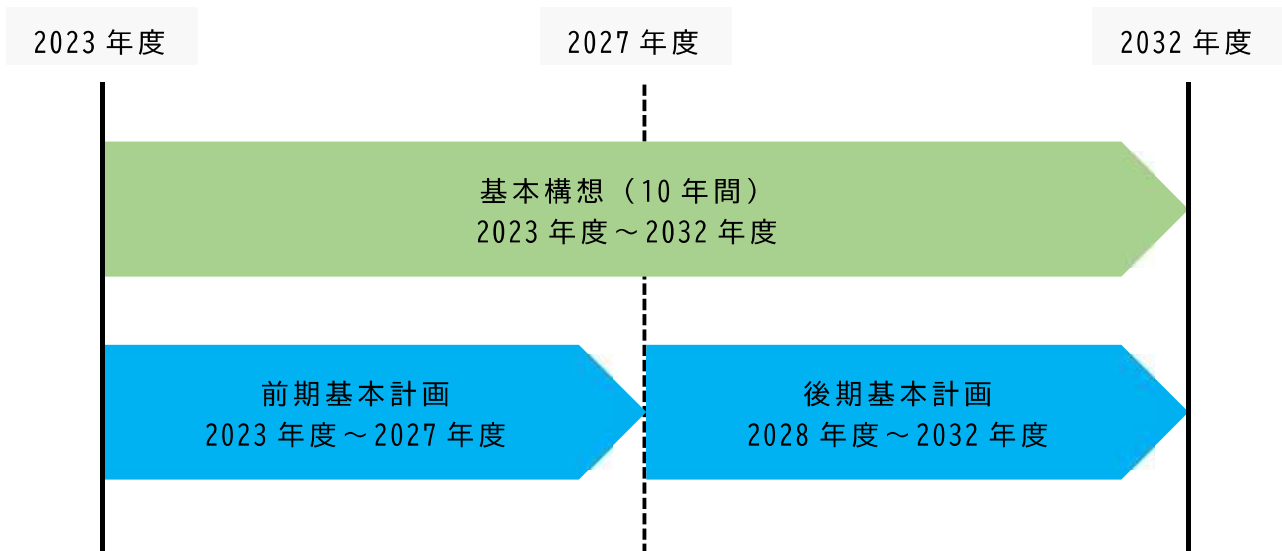 2023 年度
2027 年度
2032 年度
基本構想（10 年間）
2023 年度～2032 年度
前期基本計画
2023 年度～2027 年度
後期基本計画
2028 年度～2032 年度